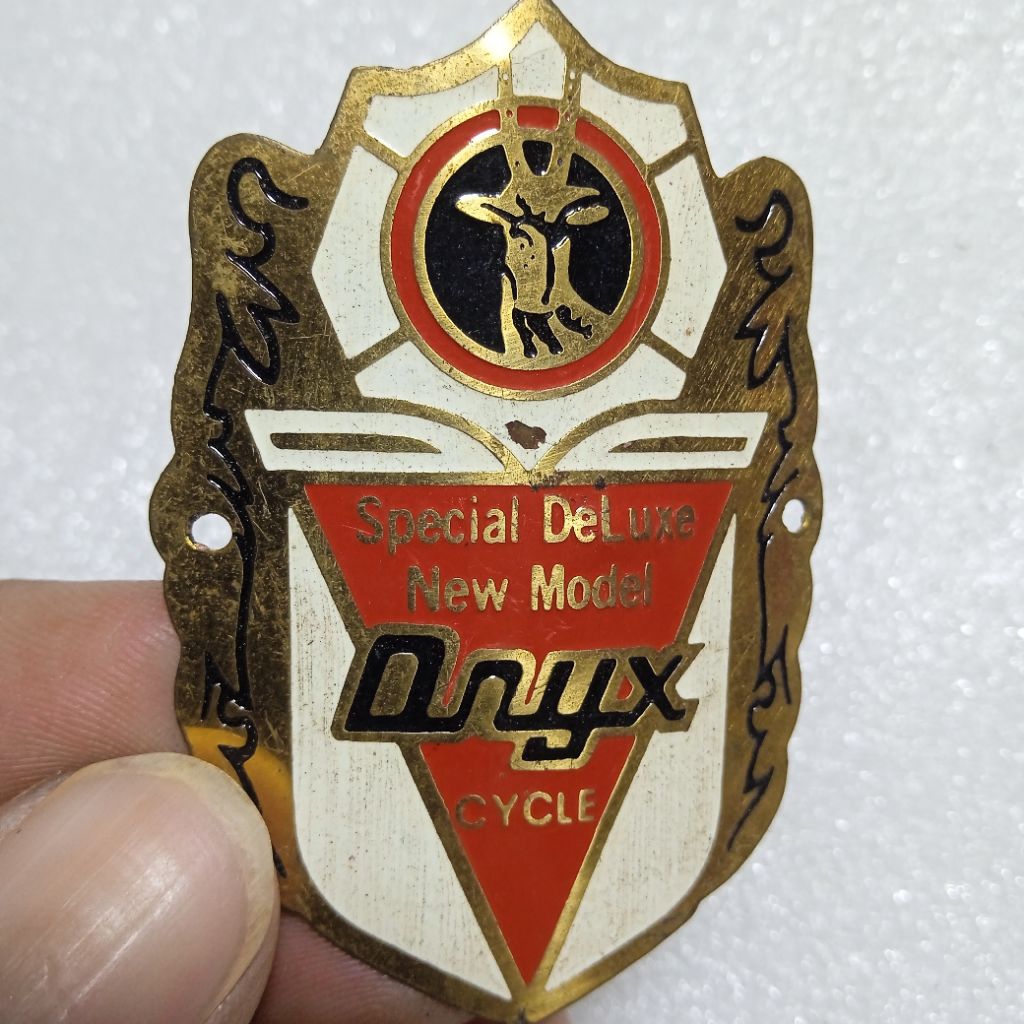 Special DeLuxe
New Model
Onyx
CYCLE